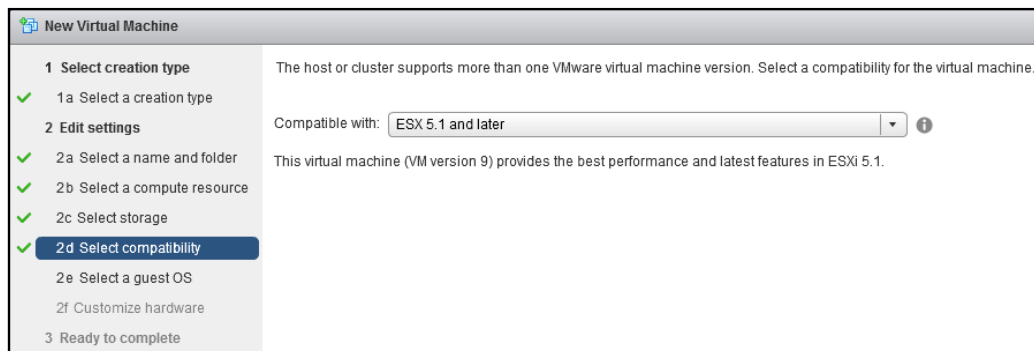 New Virtual Machine
1 Select creation type
1a Select a creation type
2 Edit settings
2a Select a name and folder
2b Select a compute resource
2c Select storage
2d Select compatibility
2e Select a guest OS
2f Customize hardware
3 Ready to complete
The host or cluster supports more than one VMware virtual machine version. Select a compatibility for the virtual machine.
Compatible with: ESX 5.1 and later
This virtual machine (VM version 9) provides the best performance and latest features in ESXi 5.1.